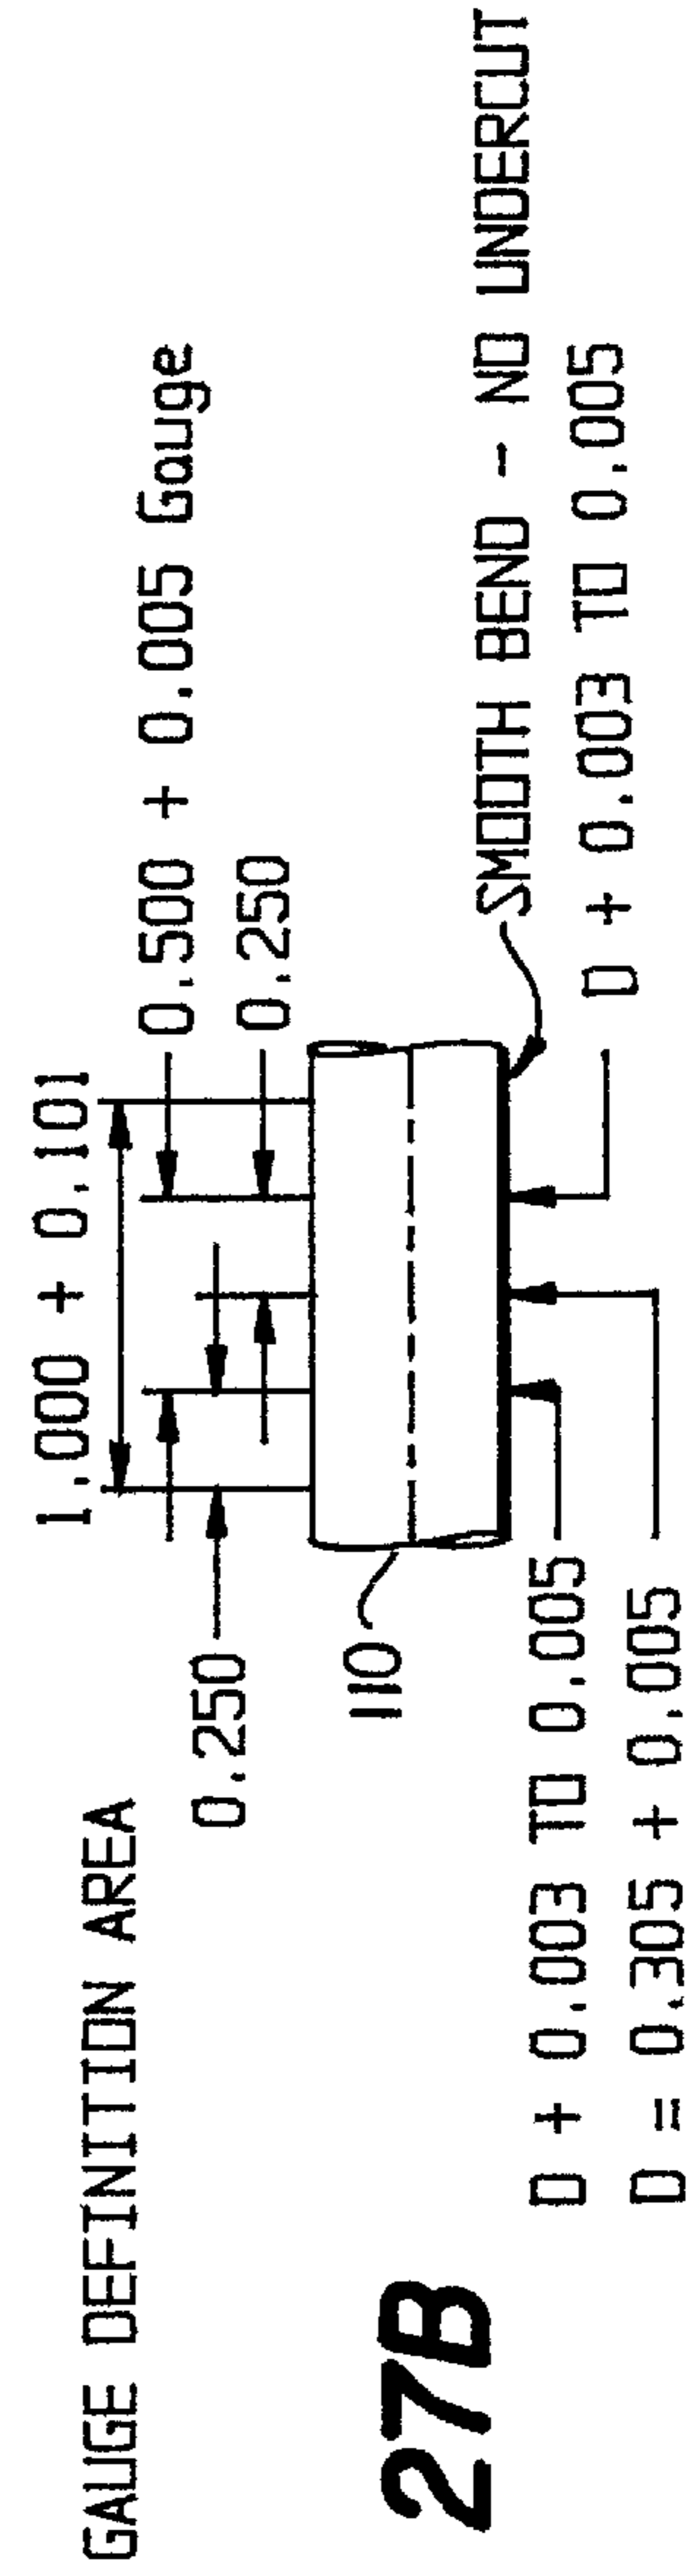 GAUGE DEFINITION AREA
1.000 + 0.101
0.500 + 0.005 Gauge
0.250
0.250
110
SMOOTH BEND - NO UNDERCUT
D + 0.003 TO 0.005
D + 0.003 TO 0.005
D = 0.305 + 0.005
27B